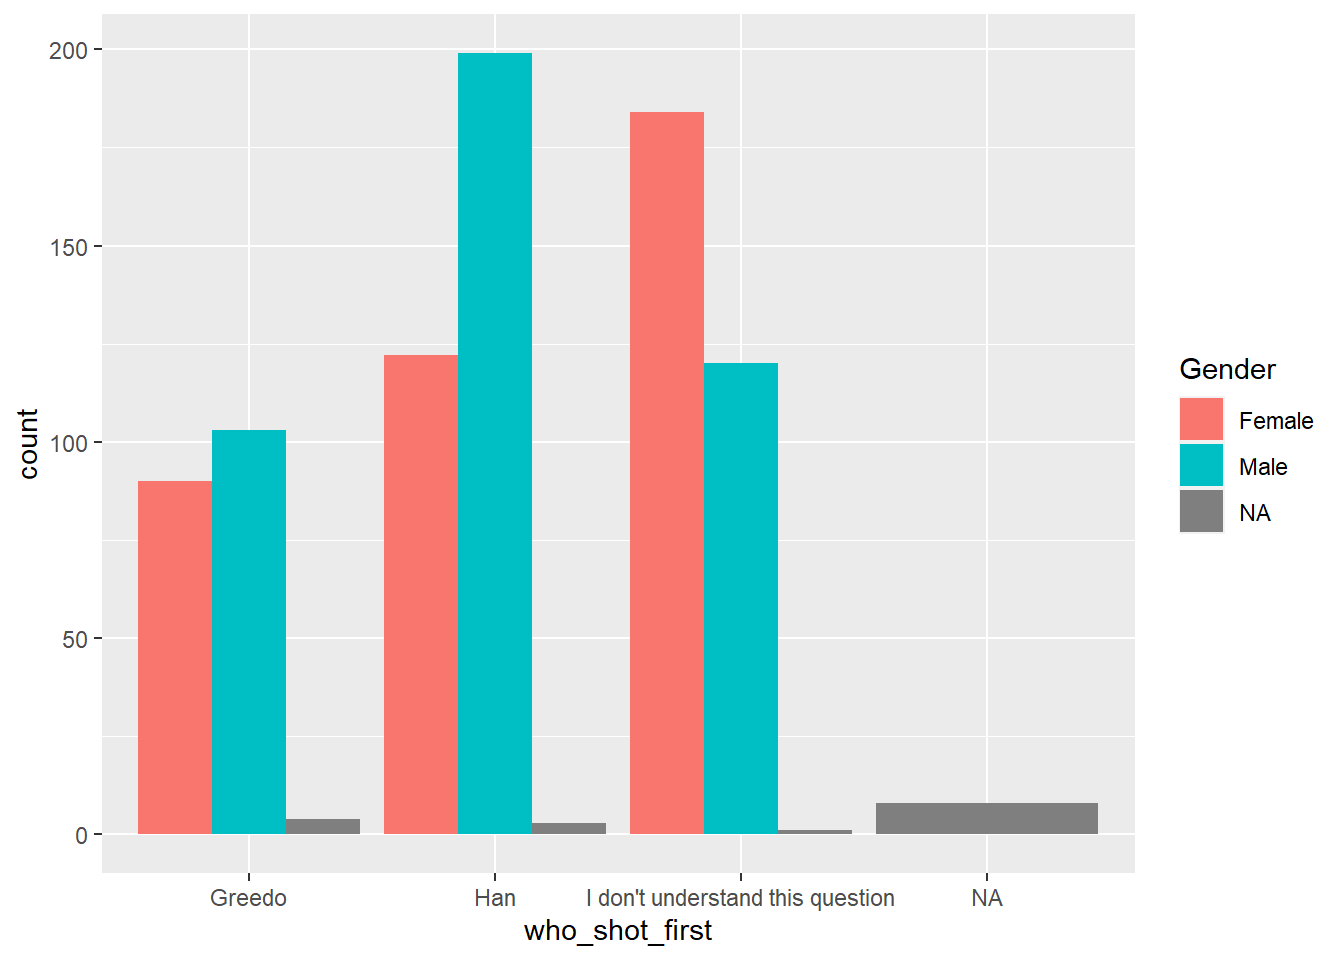 200
150
100
50
0
count
Greedo
Han
I don't understand this question
NA
who_shot_first
Gender
Female
Male
NA